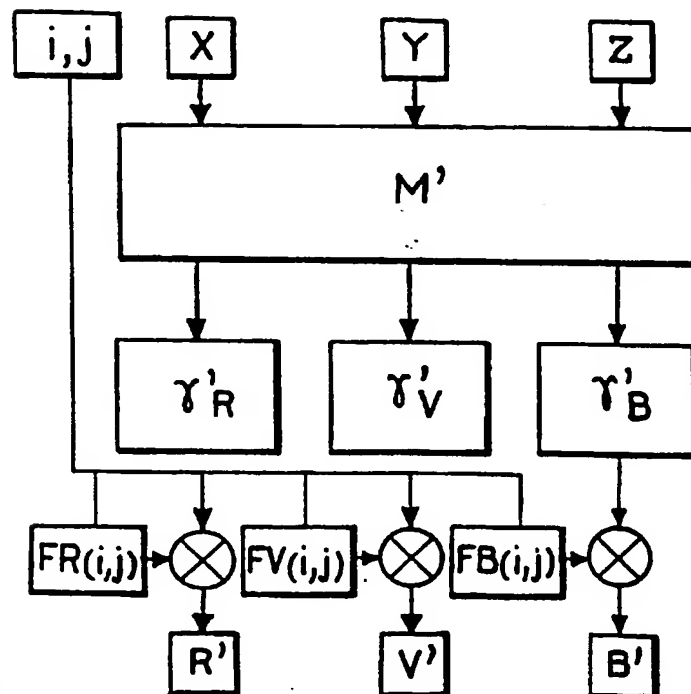 i,j X Y Z
M'
γ'R γ'V γ'B
FR(i,j) FV(i,j) FB(i,j)
R' V' B'